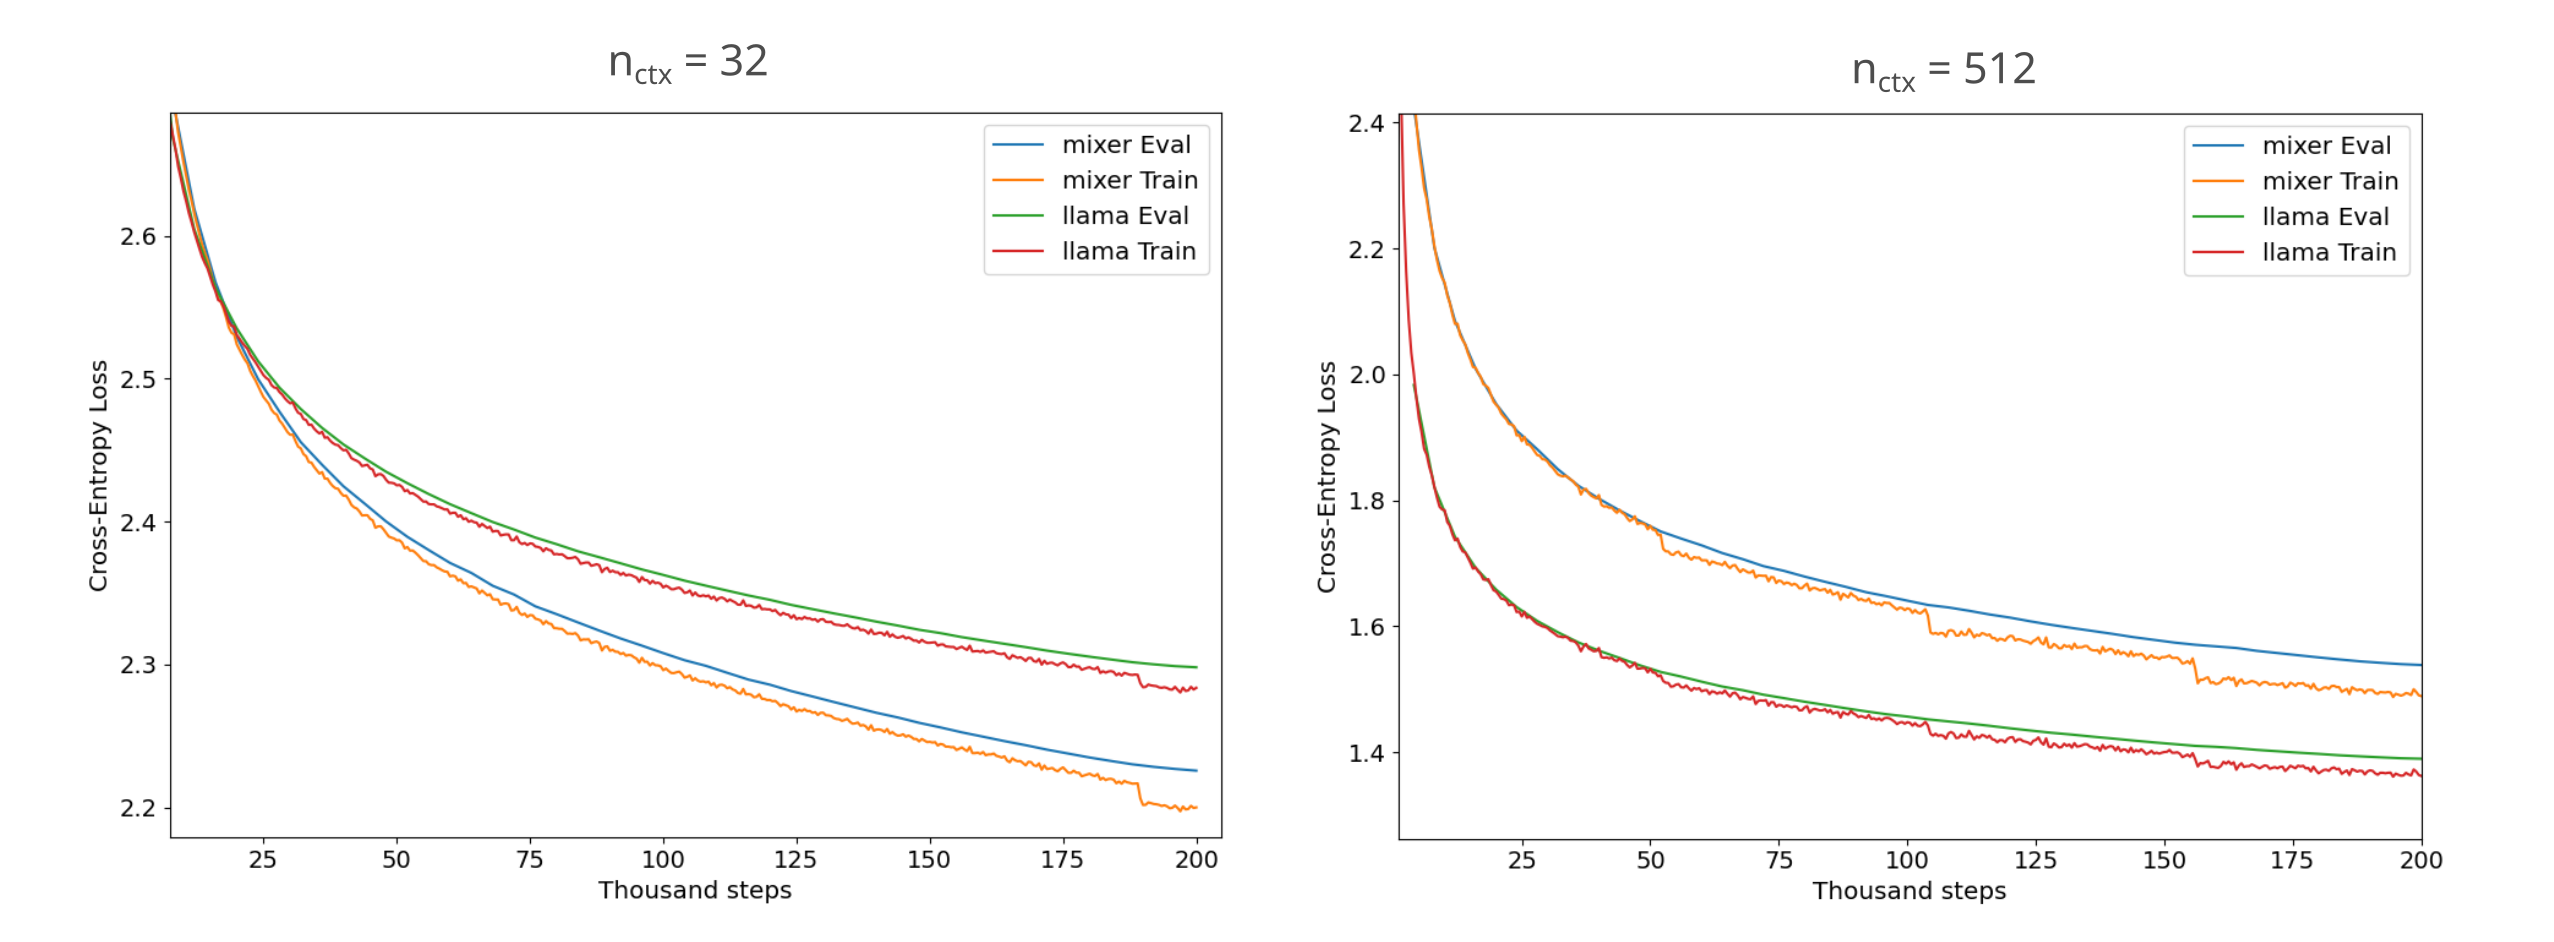 n_ctx = 32
mixer Eval
mixer Train
llama Eval
llama Train
2.6
2.5
2.4
2.3
2.2
Cross-Entropy Loss
25 50 75 100 125 150 175 200
Thousand steps
n_ctx = 512
mixer Eval
mixer Train
llama Eval
llama Train
2.4
2.2
2.0
1.8
1.6
1.4
Cross-Entropy Loss
25 50 75 100 125 150 175 200
Thousand steps